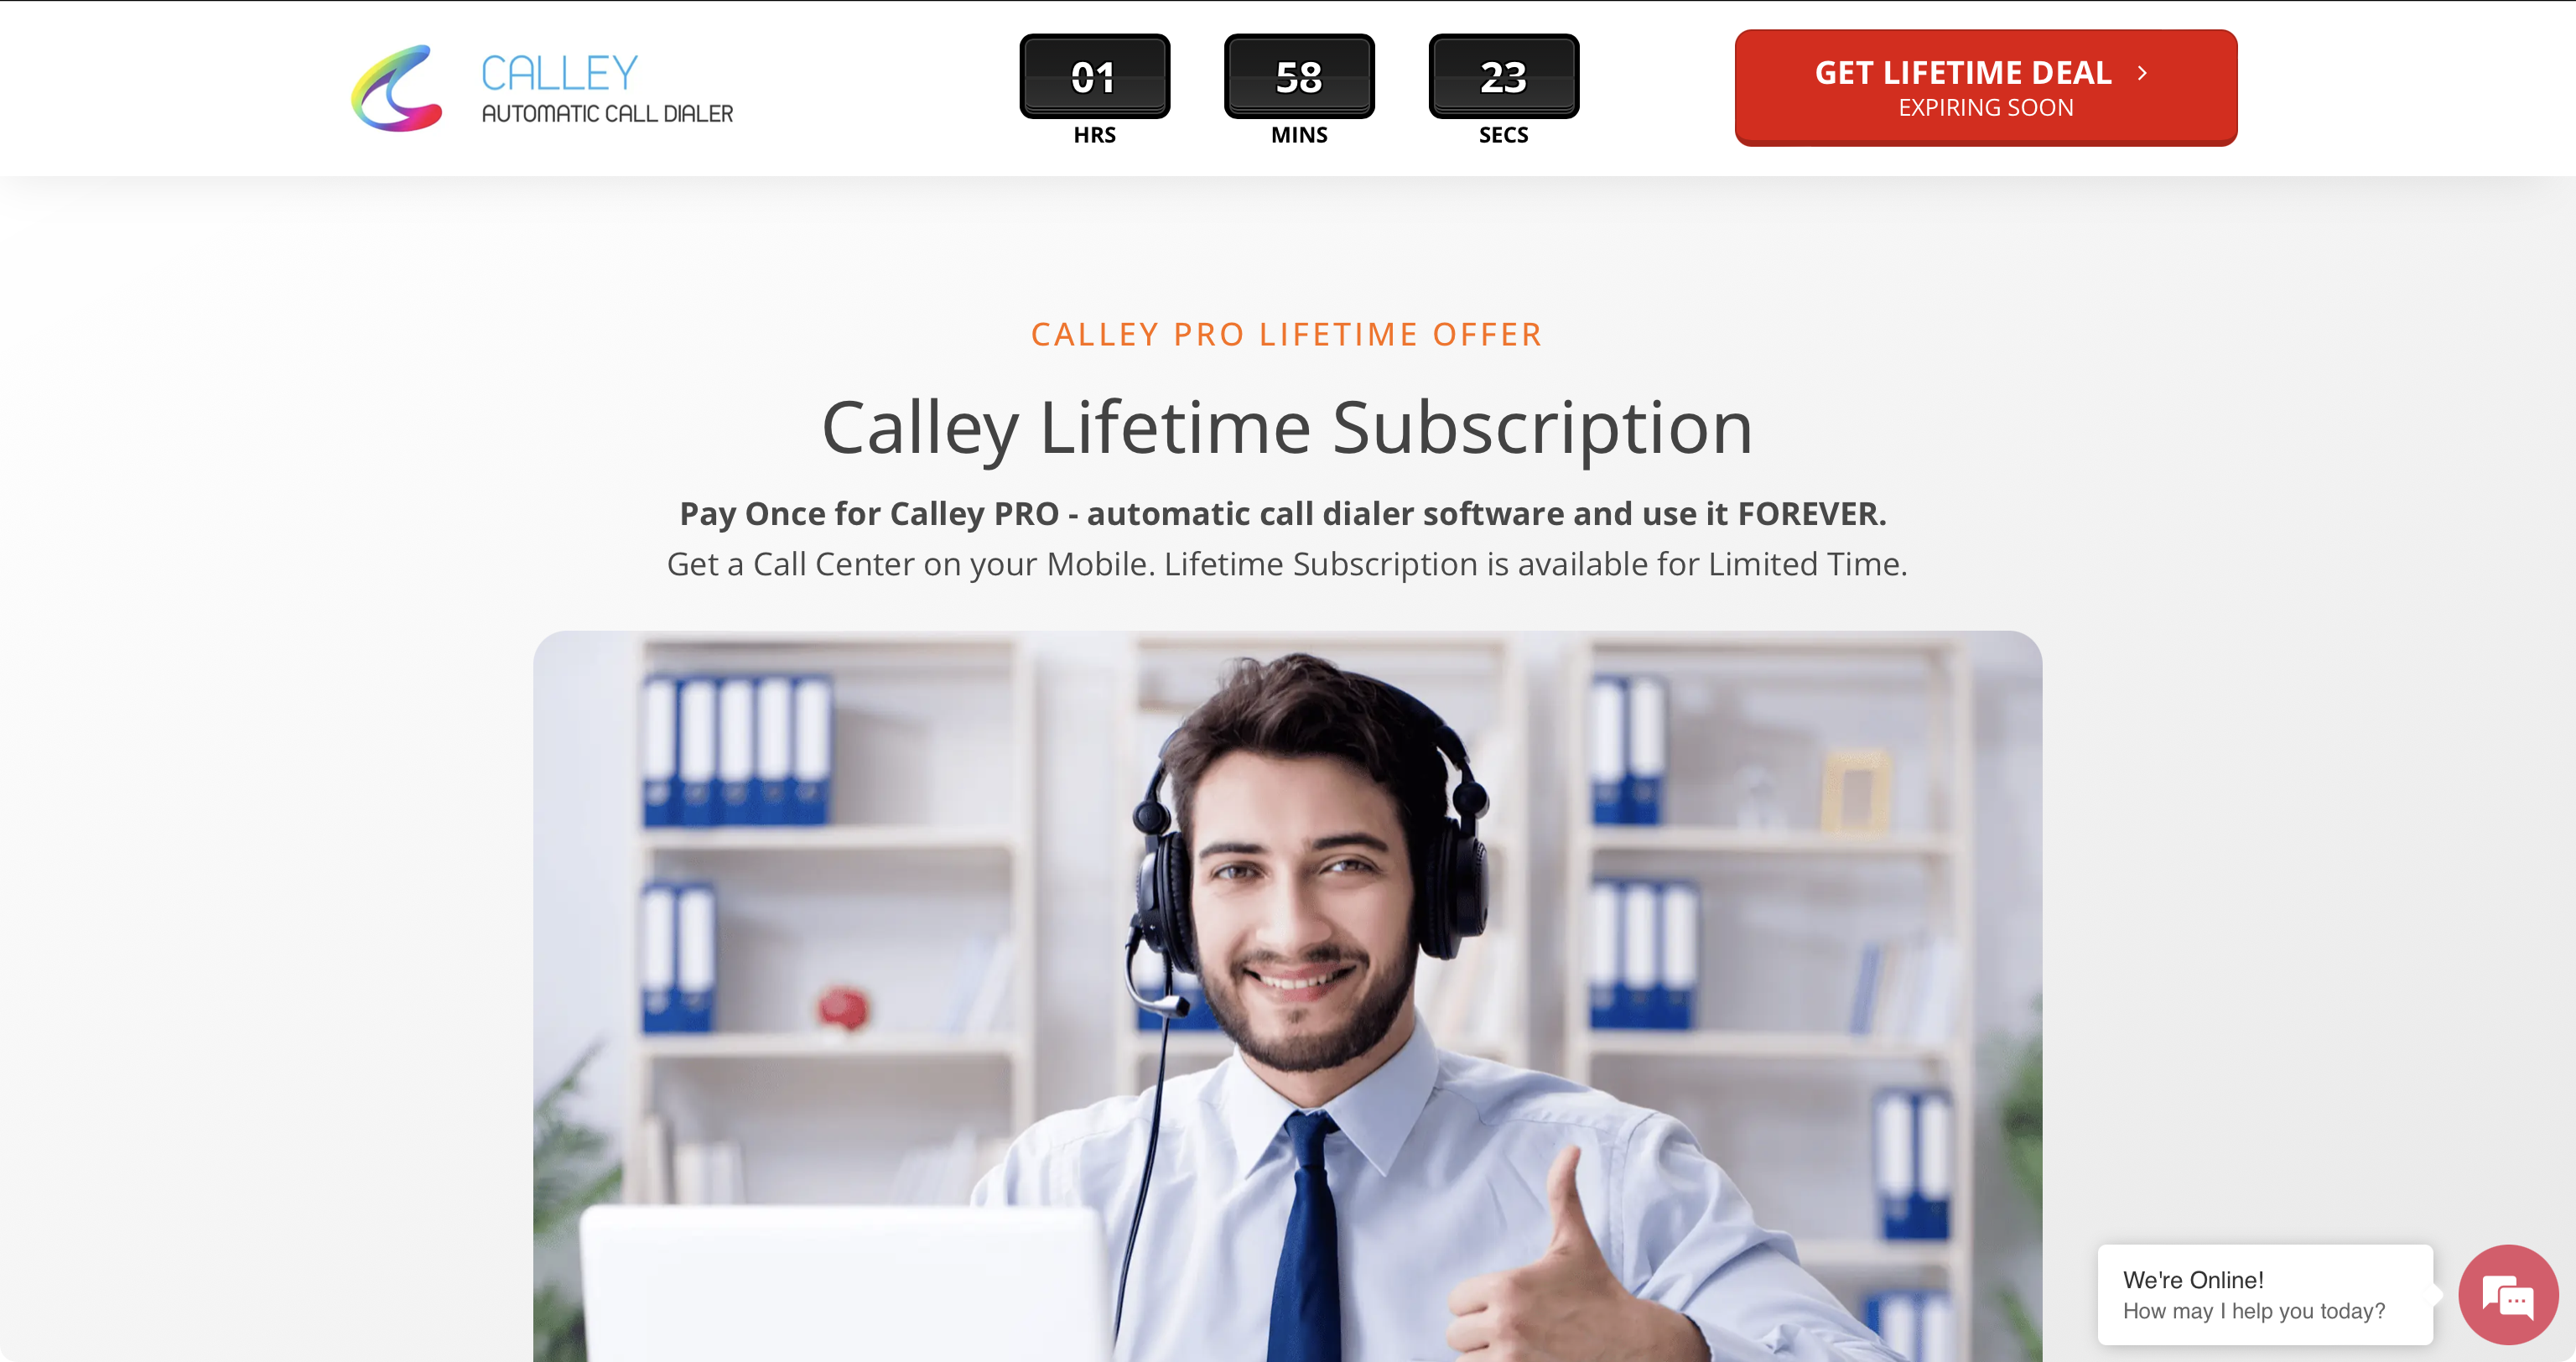 CALLEY
AUTOMATIC CALL DIALER
01
58
23
HRS
MINS
SECS
GET LIFETIME DEAL
EXPIRING SOON
CALLEY PRO LIFETIME OFFER
Calley Lifetime Subscription
Pay Once for Calley PRO - automatic call dialer software and use it FOREVER.
Get a Call Center on your Mobile. Lifetime Subscription is available for Limited Time.
We're Online!
How may I help you today?